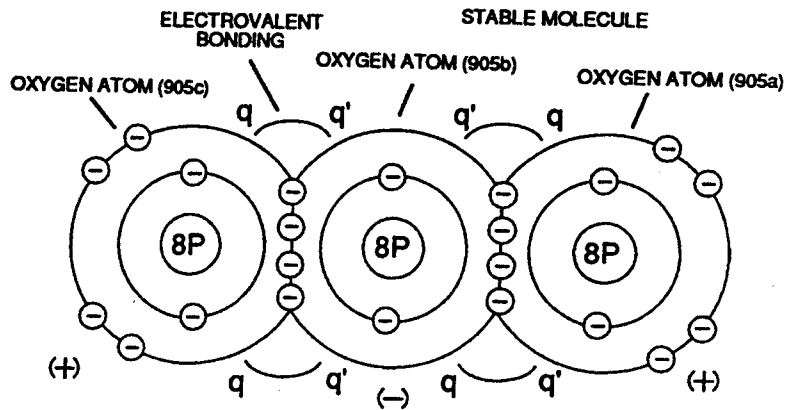 ELECTROVALENT
BONDING
STABLE MOLECULE
OXYGEN ATOM (905c)
OXYGEN ATOM (905b)
OXYGEN ATOM (905a)
q q' q' q
8P 8P 8P
(+) q q' (−) q q' (+)